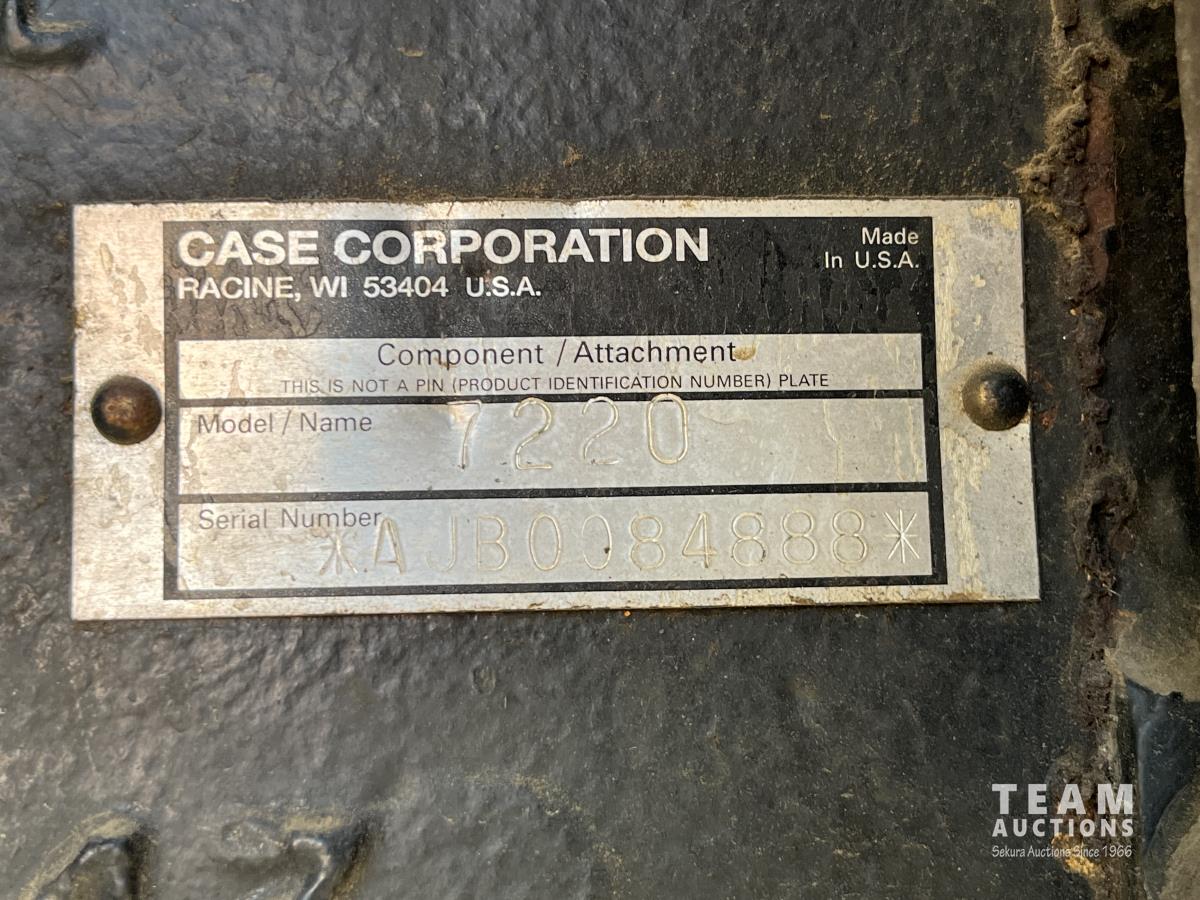 CASE CORPORATION
RACINE, WI 53404 U.S.A.
Made
In U.S.A.
Component / Attachment
THIS IS NOT A PIN (PRODUCT IDENTIFICATION NUMBER) PLATE
Model / Name 7220
Serial Number *AJB0084888*
TEAM
AUCTIONS
Sekura Auctions Since 1966